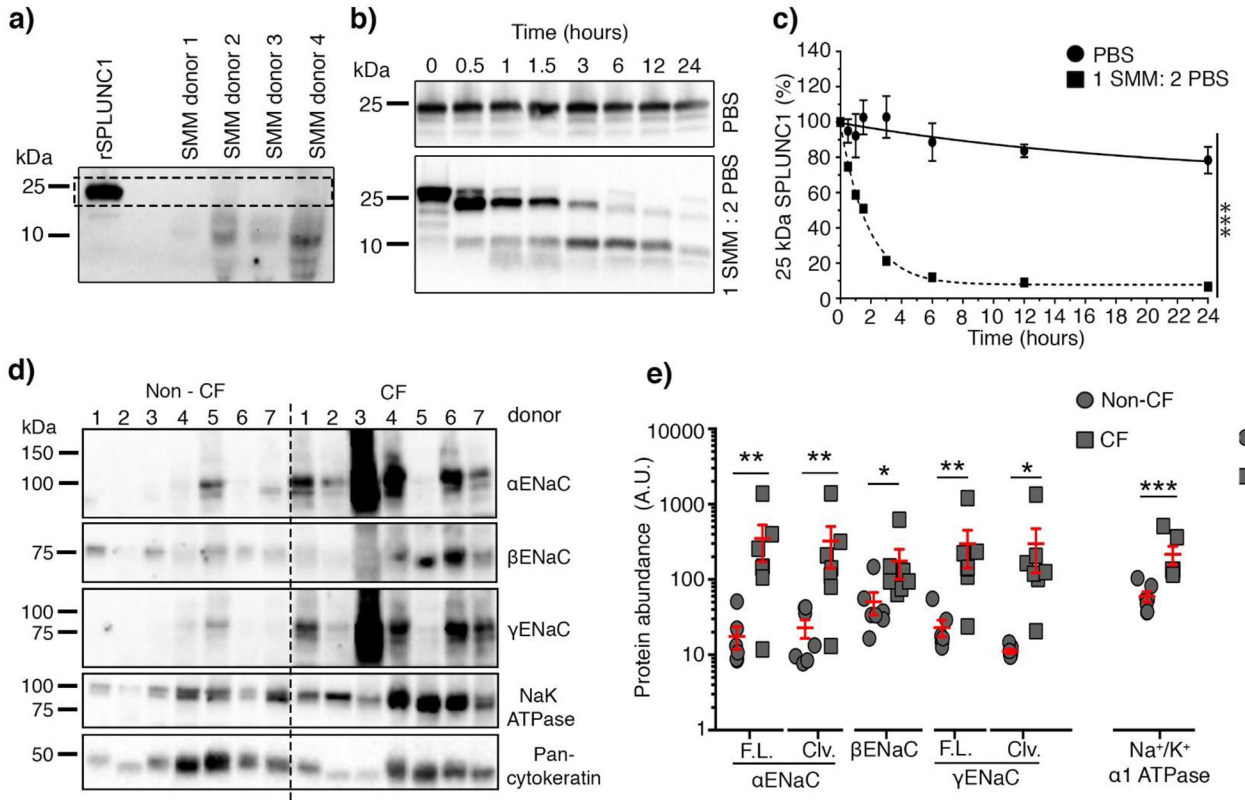 a)
rSPLUNC1
SMM donor 1
SMM donor 2
SMM donor 3
SMM donor 4
kDa
25
10
b)
Time (hours)
kDa
0 0.5 1 1.5 3 6 12 24
25
PBS
25
10
1 SMM : 2 PBS
c)
PBS
1 SMM: 2 PBS
25 kDa SPLUNC1 (%)
140
120
100
80
60
40
20
0
0 2 4 6 8 10 12 14 16 18 20 22 24
Time (hours)
***
d)
Non - CF CF
1 2 3 4 5 6 7 1 2 3 4 5 6 7 donor
kDa
150
100
αENaC
75
βENaC
100
75
γENaC
100
75
NaK
ATPase
50
Pan-
cytokeratin
e)
Non-CF
CF
Protein abundance (A.U.)
10000
1000
100
10
1
** ** * ** * ***
F.L. Clv. βENaC F.L. Clv. Na⁺/K⁺
αENaC γENaC α1 ATPase